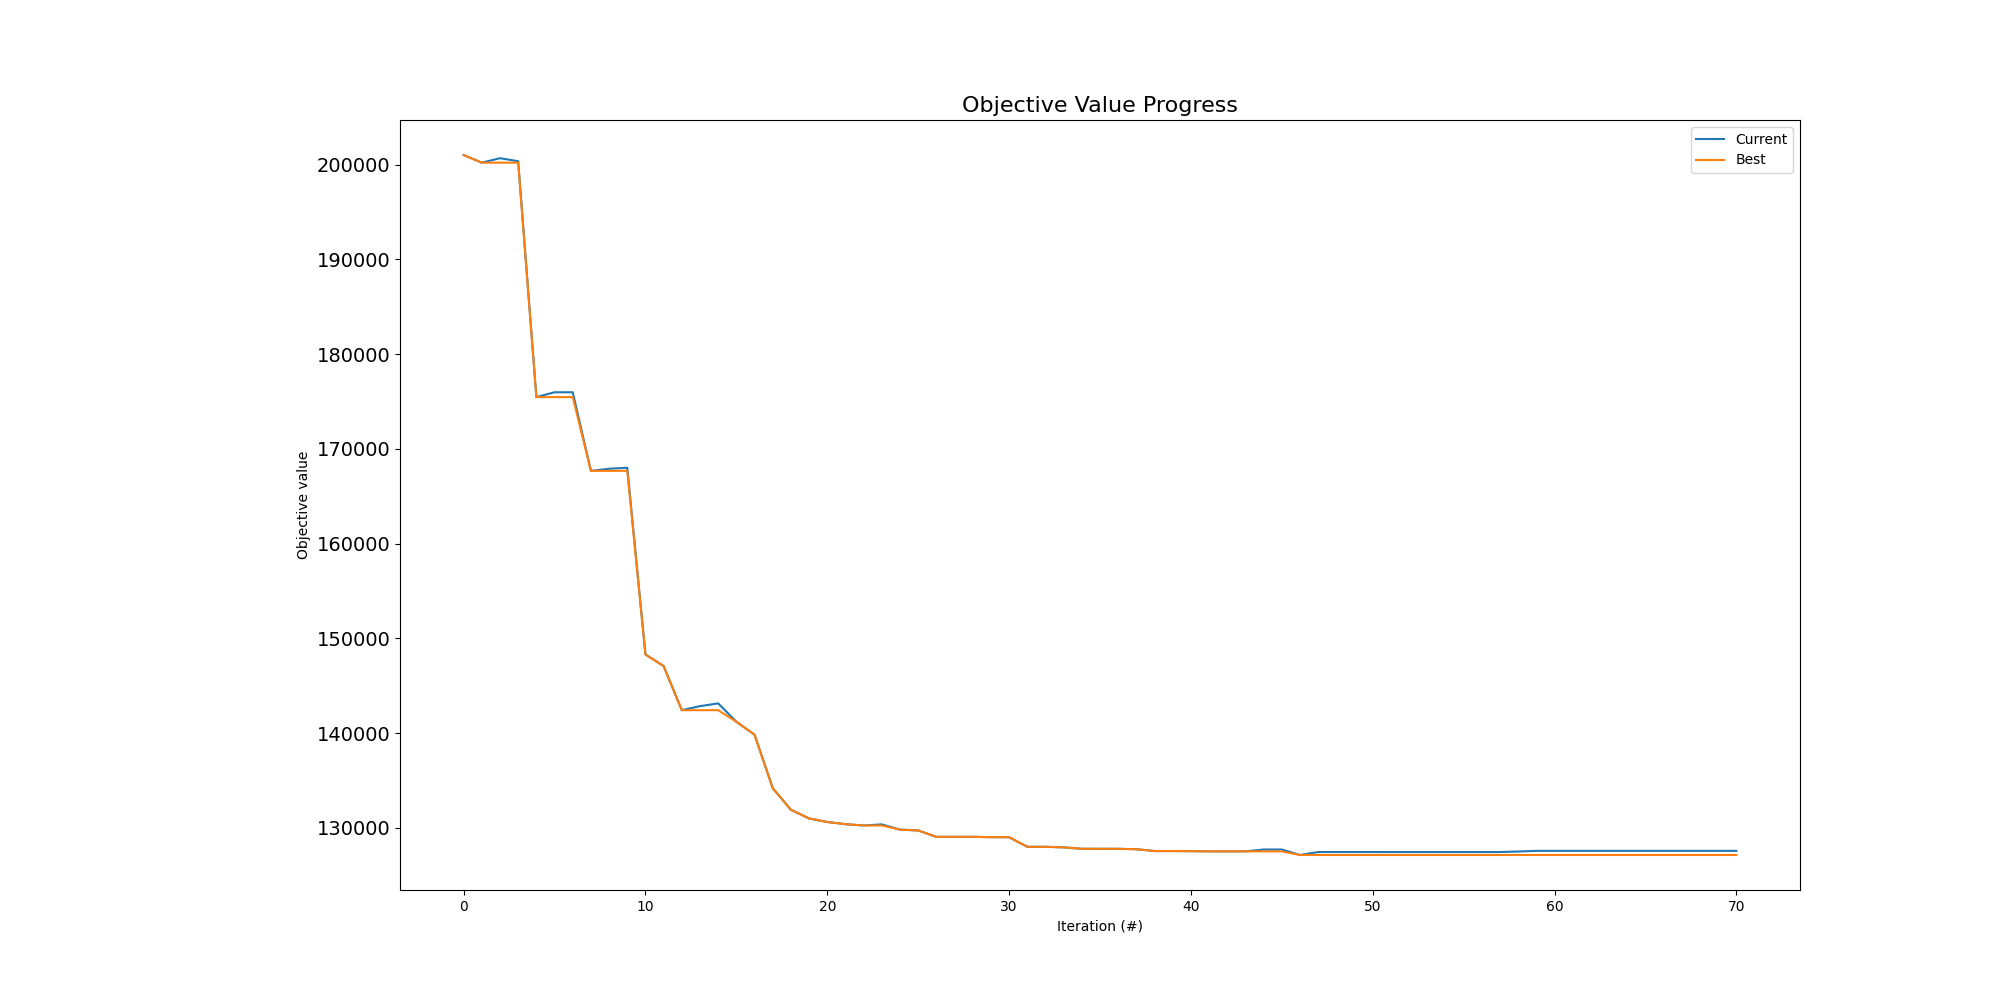 Objective Value Progress
Current
Best
200000
190000
180000
170000
160000
150000
140000
130000
Objective value
0 10 20 30 40 50 60 70
Iteration (#)